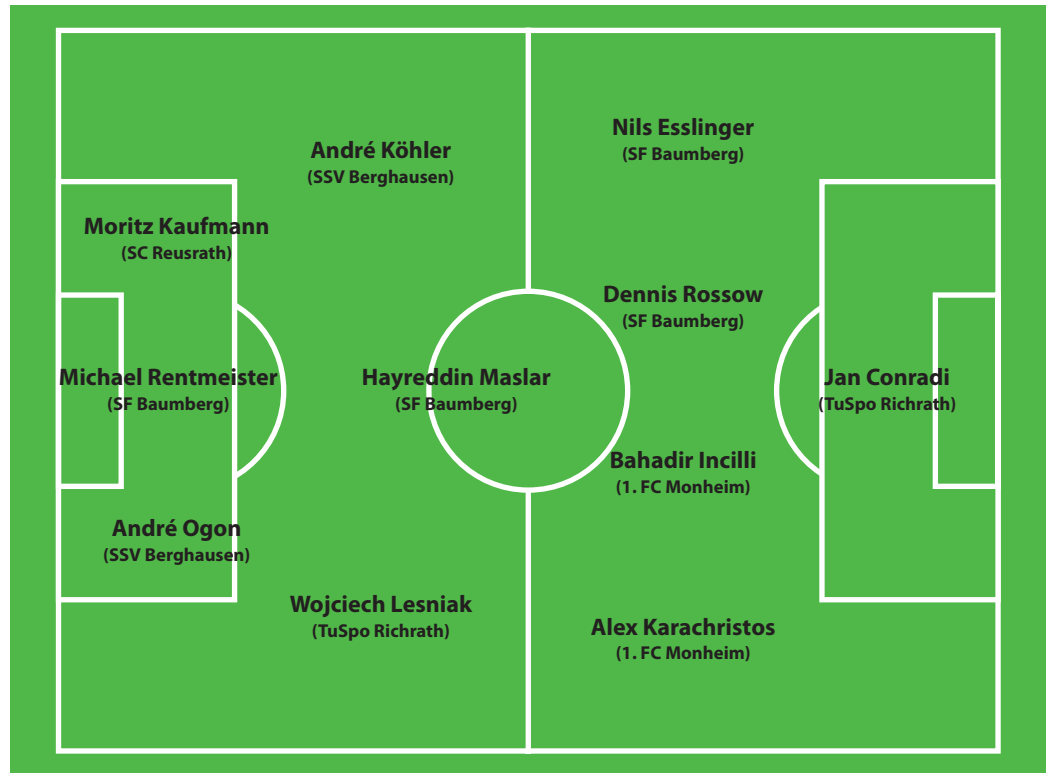 Nils Esslinger
(SF Baumberg)
André Köhler
(SSV Berghausen)
Moritz Kaufmann
(SC Reusrath)
Dennis Rossow
(SF Baumberg)
Michael Rentmeister
(SF Baumberg)
Hayreddin Maslar
(SF Baumberg)
Jan Conradi
(TuSpo Richrath)
Bahadir Incilli
(1. FC Monheim)
André Ogon
(SSV Berghausen)
Wojciech Lesniak
(TuSpo Richrath)
Alex Karachristos
(1. FC Monheim)